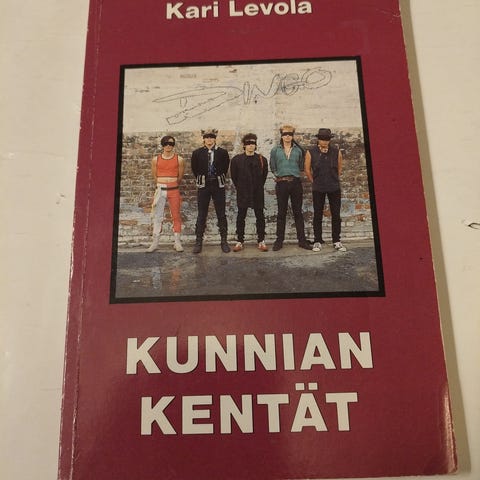 Kari Levola
DINGO
KUNNIAN
KENTÄT